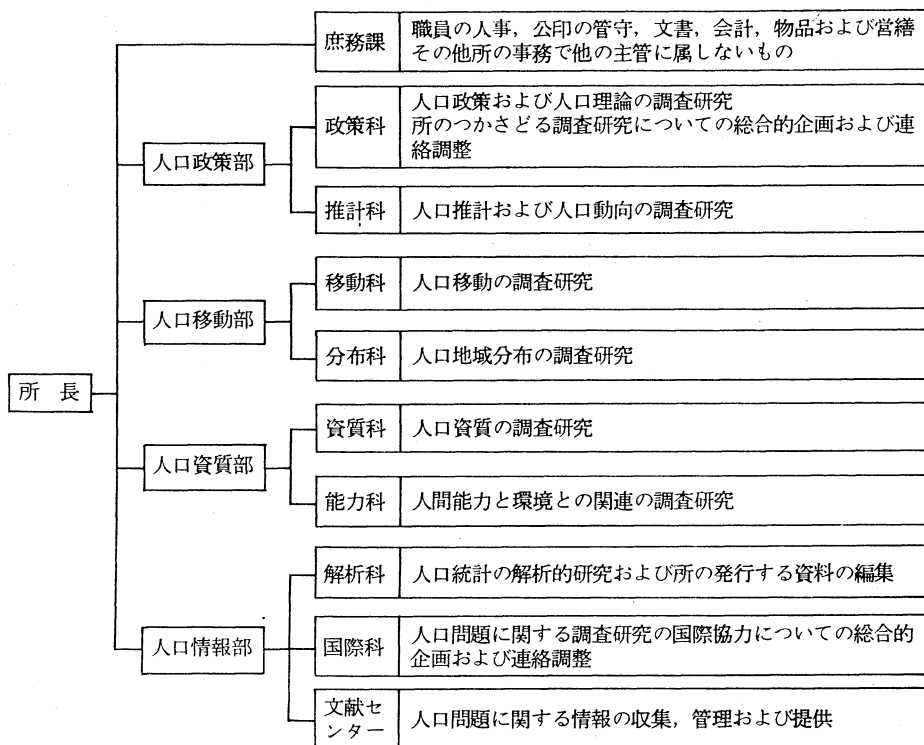 庶務課
職員の人事，公印の管守，文書，会計，物品および営繕
その他所の事務で他の主管に属しないもの
人口政策部
政策科
人口政策および人口理論の調査研究
所のつかさどる調査研究についての総合的企画および連
絡調整
推計科
人口推計および人口動向の調査研究
人口移動部
移動科
人口移動の調査研究
分布科
人口地域分布の調査研究
所　長
人口資質部
資質科
人口資質の調査研究
能力科
人間能力と環境との関連の調査研究
人口情報部
解析科
人口統計の解析的研究および所の発行する資料の編集
国際科
人口問題に関する調査研究の国際協力についての総合的
企画および連絡調整
文献セ
ンター
人口問題に関する情報の収集，管理および提供